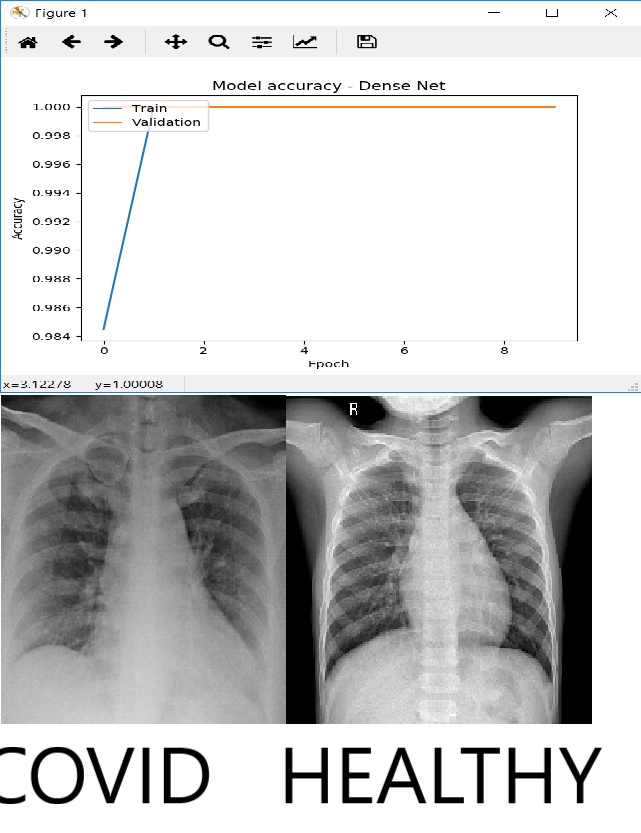 Figure 1
Model accuracy - Dense Net
Train
Validation
1.000
0.998
0.996
0.994
0.992
0.990
0.988
0.986
0.984
Accuracy
0 2 4 6 8
Epoch
x=3.12278 y=1.00008
R
COVID HEALTHY